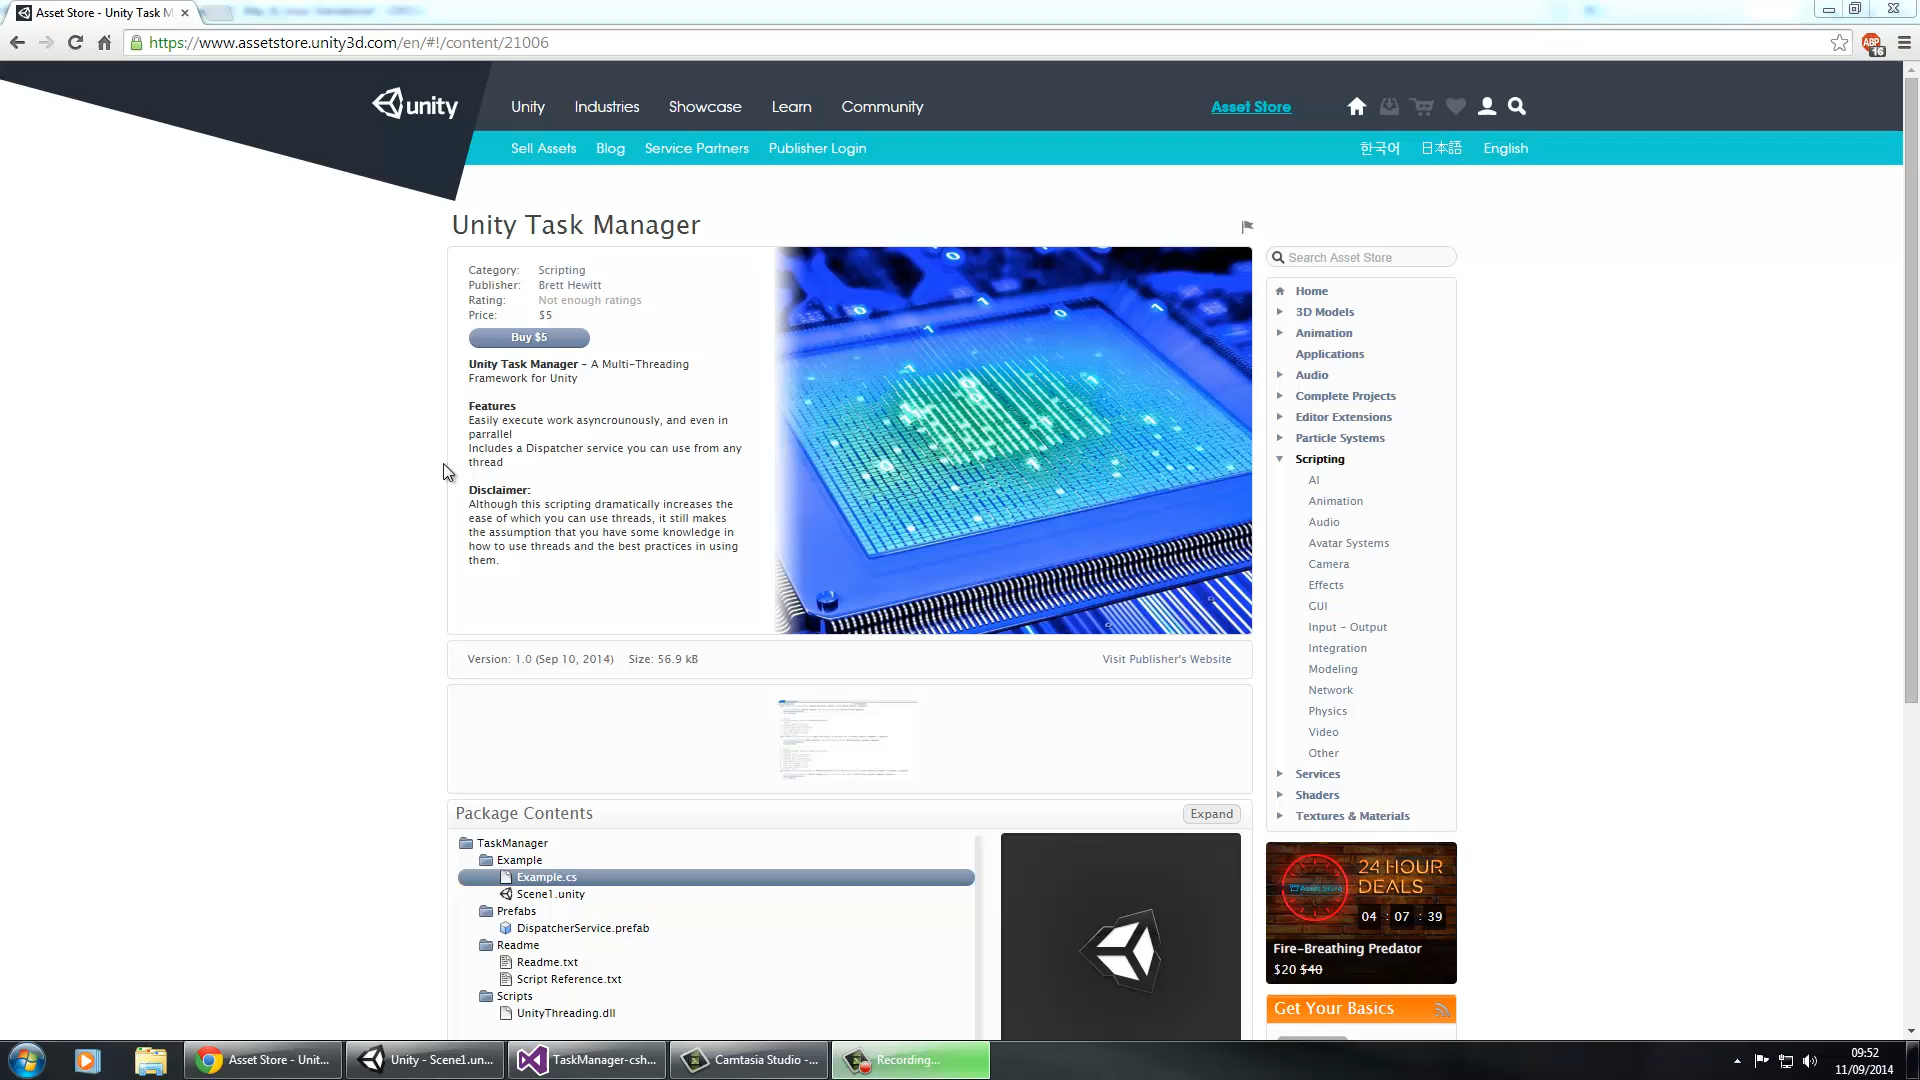 Asset Store - Unity Task M
https://www.assetstore.unity3d.com/en/#!/content/21006
ABP
16
unity
Unity
Industries
Showcase
Learn
Community
Asset Store
Sell Assets
Blog
Service Partners
Publisher Login
한국어
日本語
English
Unity Task Manager
Category: Scripting
Publisher: Brett Hewitt
Rating: Not enough ratings
Price: $5
Buy $5
Unity Task Manager - A Multi-Threading
Framework for Unity
Features
Easily execute work asyncrounously, and even in
parrallel
Includes a Dispatcher service you can use from any
thread
Disclaimer:
Although this scripting dramatically increases the
ease of which you can use threads, it still makes
the assumption that you have some knowledge in
how to use threads and the best practices in using
them.
Version: 1.0 (Sep 10, 2014) Size: 56.9 kB
Visit Publisher's Website
Package Contents
Expand
TaskManager
Example
Example.cs
Scene1.unity
Prefabs
DispatcherService.prefab
Readme
Readme.txt
Script Reference.txt
Scripts
UnityThreading.dll
Search Asset Store
Home
3D Models
Animation
Applications
Audio
Complete Projects
Editor Extensions
Particle Systems
Scripting
AI
Animation
Audio
Avatar Systems
Camera
Effects
GUI
Input - Output
Integration
Modeling
Network
Physics
Video
Other
Services
Shaders
Textures & Materials
Asset Store
24 HOUR
DEALS
04 : 07 : 39
Fire-Breathing Predator
$20 $40
Get Your Basics
Asset Store - Unit...
Unity - Scene1.un...
TaskManager-csh...
Camtasia Studio -...
Recording...
09:52
11/09/2014